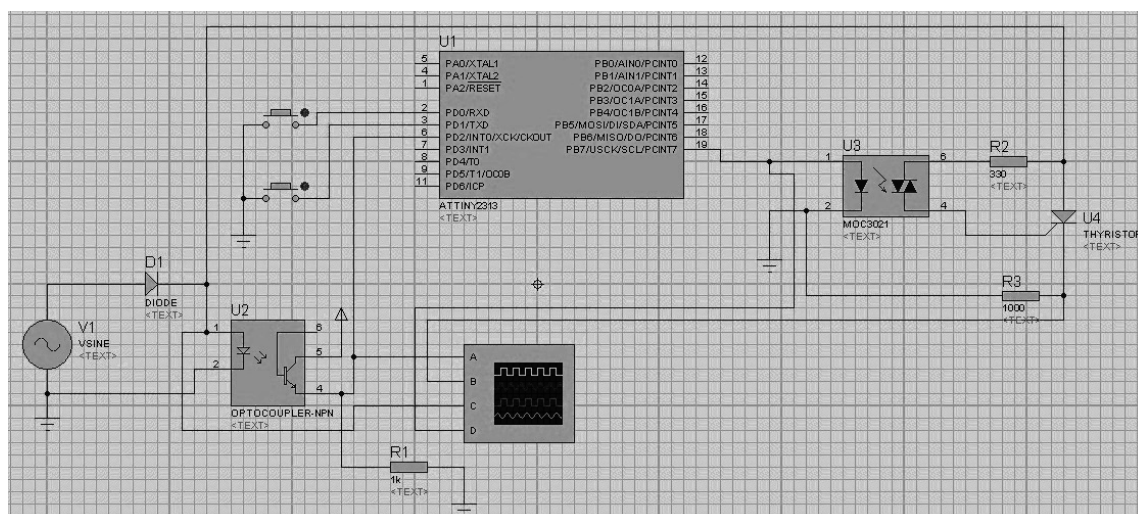 U1
5 PA0/XTAL1 PB0/AIN0/PCINT0 12
4 PA1/XTAL2 PB1/AIN1/PCINT1 13
1 PA2/RESET PB2/OC0A/PCINT2 14
PB3/OC1A/PCINT3 15
2 PD0/RXD PB4/OC1B/PCINT4 16
3 PD1/TXD PB5/MOSI/DI/SDA/PCINT5 17
6 PD2/INT0/XCK/CKOUT PB6/MISO/DO/PCINT6 18
7 PD3/INT1 PB7/USCK/SCL/PCINT7 19
8 PD4/T0
9 PD5/T1/OC0B
11 PD6/ICP
ATTINY2313
<TEXT>
U3
1 6
2 4
MOC3021
<TEXT>
R2
330
<TEXT>
U4
THYRISTOR
<TEXT>
R3
1000
<TEXT>
D1
DIODE
<TEXT>
V1
VSINE
<TEXT>
U2
1 6
2 5
4
OPTOCOUPLER-NPN
<TEXT>
A
B
C
D
R1
1k
<TEXT>